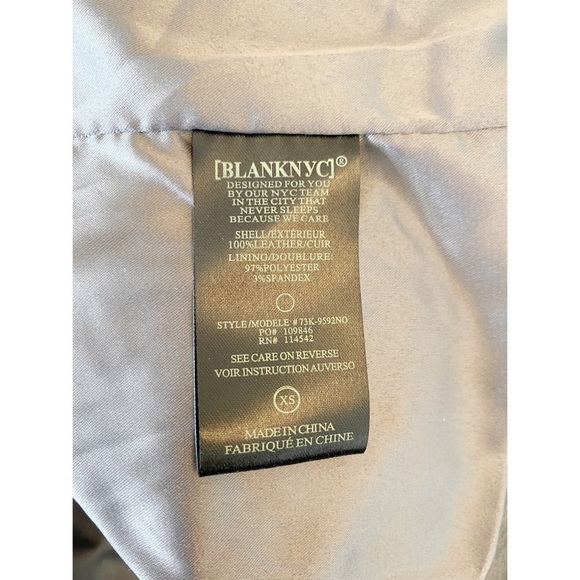 [BLANKNYC]®
DESIGNED FOR YOU
BY OUR NYC TEAM
IN THE CITY THAT
NEVER SLEEPS
BECAUSE WE CARE
SHELL/EXTÉRIEUR
100%LEATHER/CUIR
LINING/DOUBLURE:
97%POLYESTER
3%SPANDEX
STYLE/MODELE #73K-9592NO
PO# 109846
RN# 114542
SEE CARE ON REVERSE
VOIR INSTRUCTION AUVERSO
XS
MADE IN CHINA
FABRIQUÉ EN CHINE